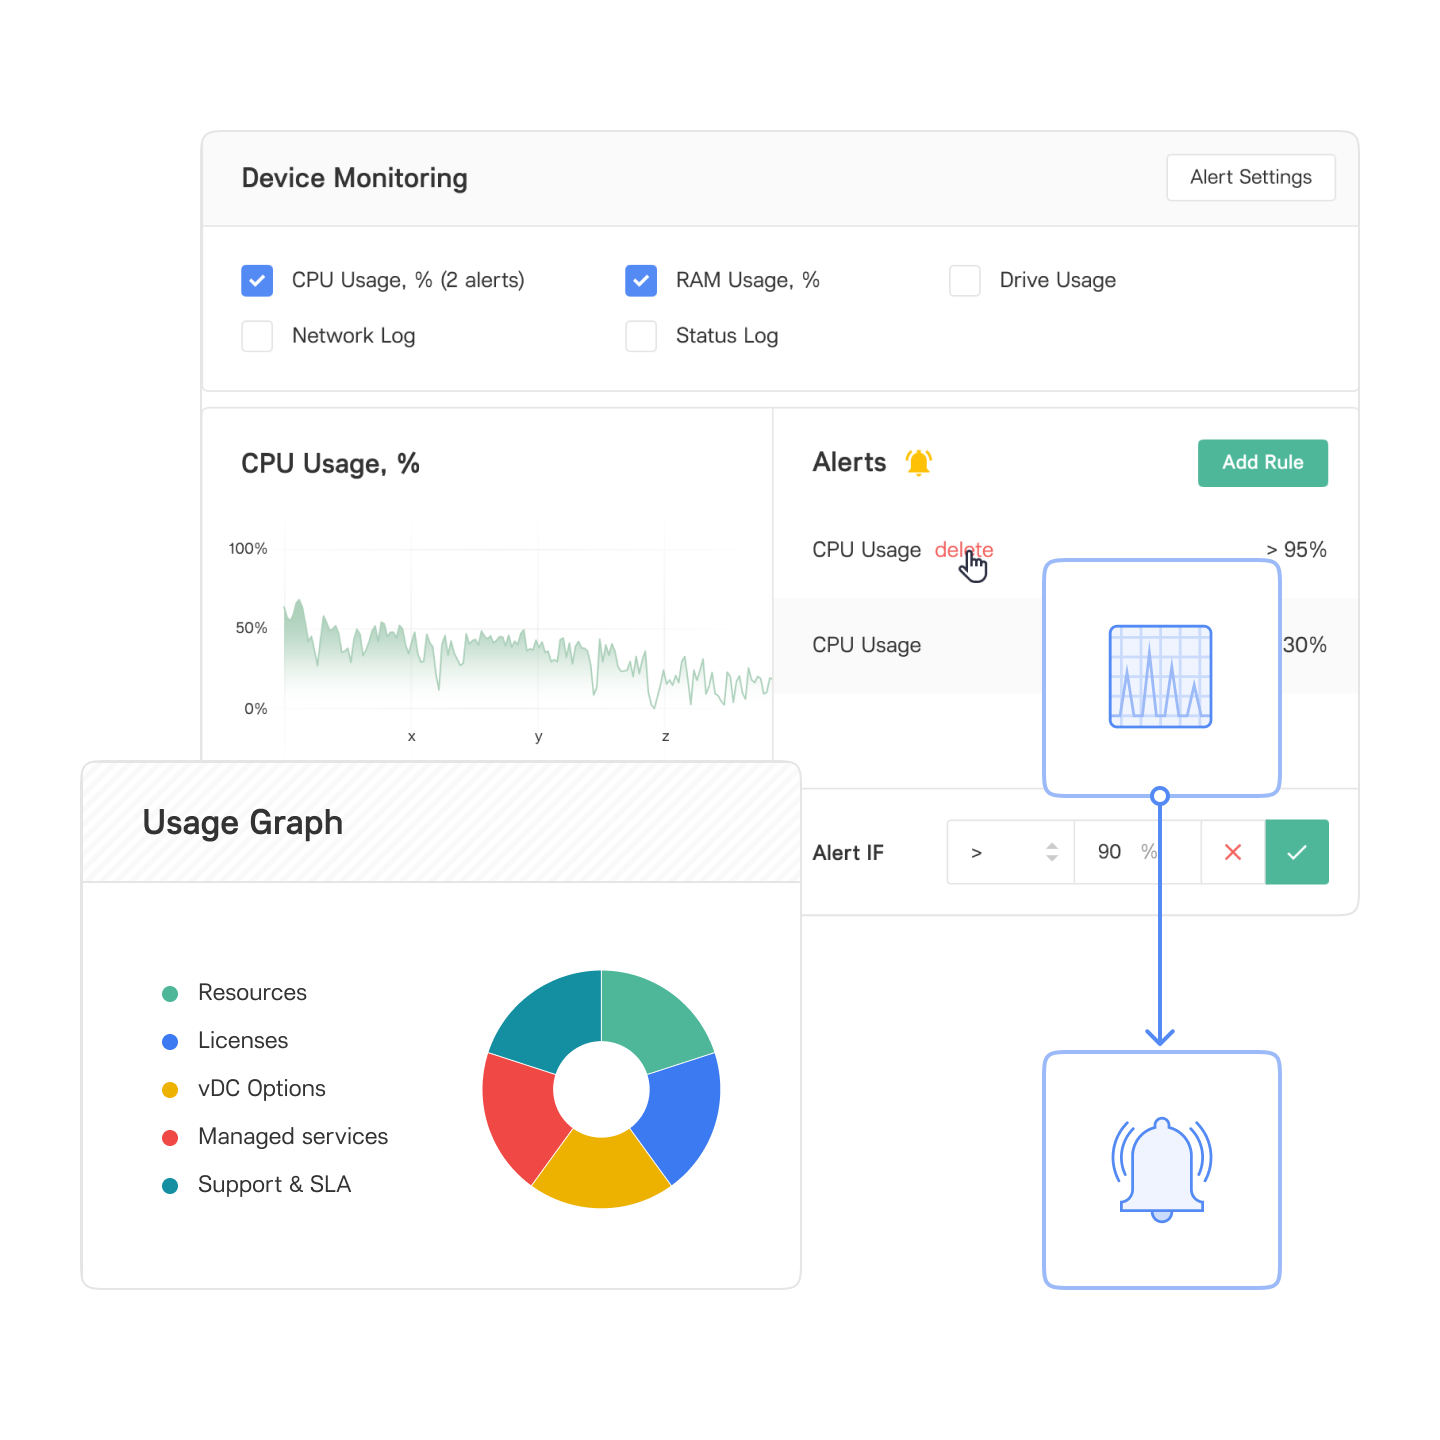 Device Monitoring
Alert Settings
CPU Usage, % (2 alerts)
RAM Usage, %
Drive Usage
Network Log
Status Log
CPU Usage, %
100%
50%
0%
x
y
z
Alerts
Add Rule
CPU Usage delete > 95%
CPU Usage 30%
Alert IF > 90 %
Usage Graph
Resources
Licenses
vDC Options
Managed services
Support & SLA